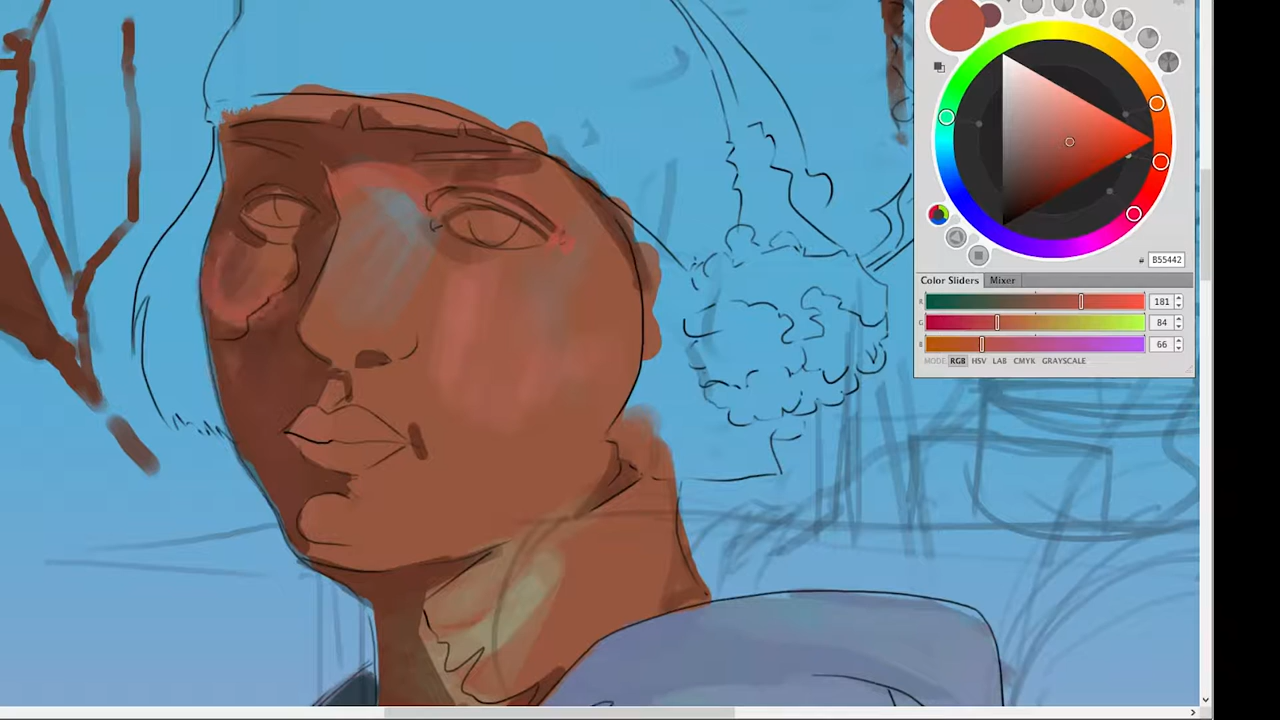 # B55442
Color Sliders Mixer
R 181
G 84
B 66
MODE RGB HSV LAB CMYK GRAYSCALE